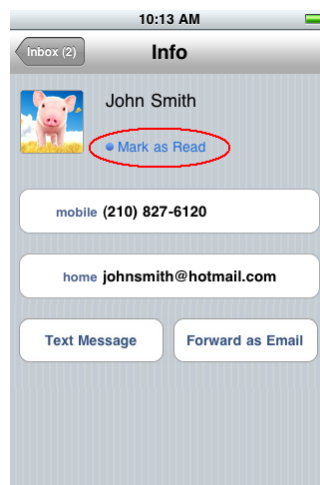 10:13 AM
Inbox (2)
Info
John Smith
Mark as Read
mobile (210) 827-6120
home johnsmith@hotmail.com
Text Message
Forward as Email